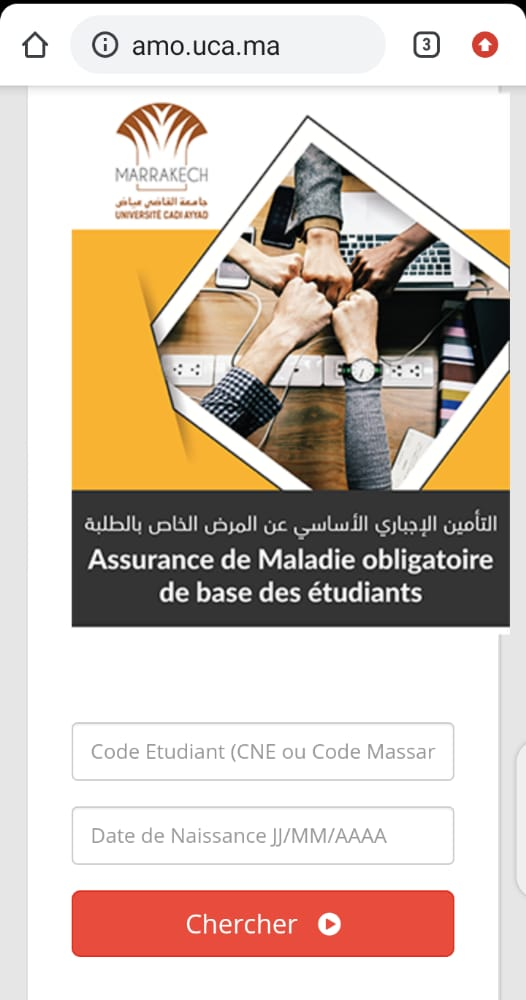 amo.uca.ma
3
MARRAKECH
جامعة القاضي عياض
UNIVERSITÉ CADI AYYAD
التأمين الإجباري الأساسي عن المرض الخاص بالطلبة
Assurance de Maladie obligatoire
de base des étudiants
Code Etudiant (CNE ou Code Massar
Date de Naissance JJ/MM/AAAA
Chercher